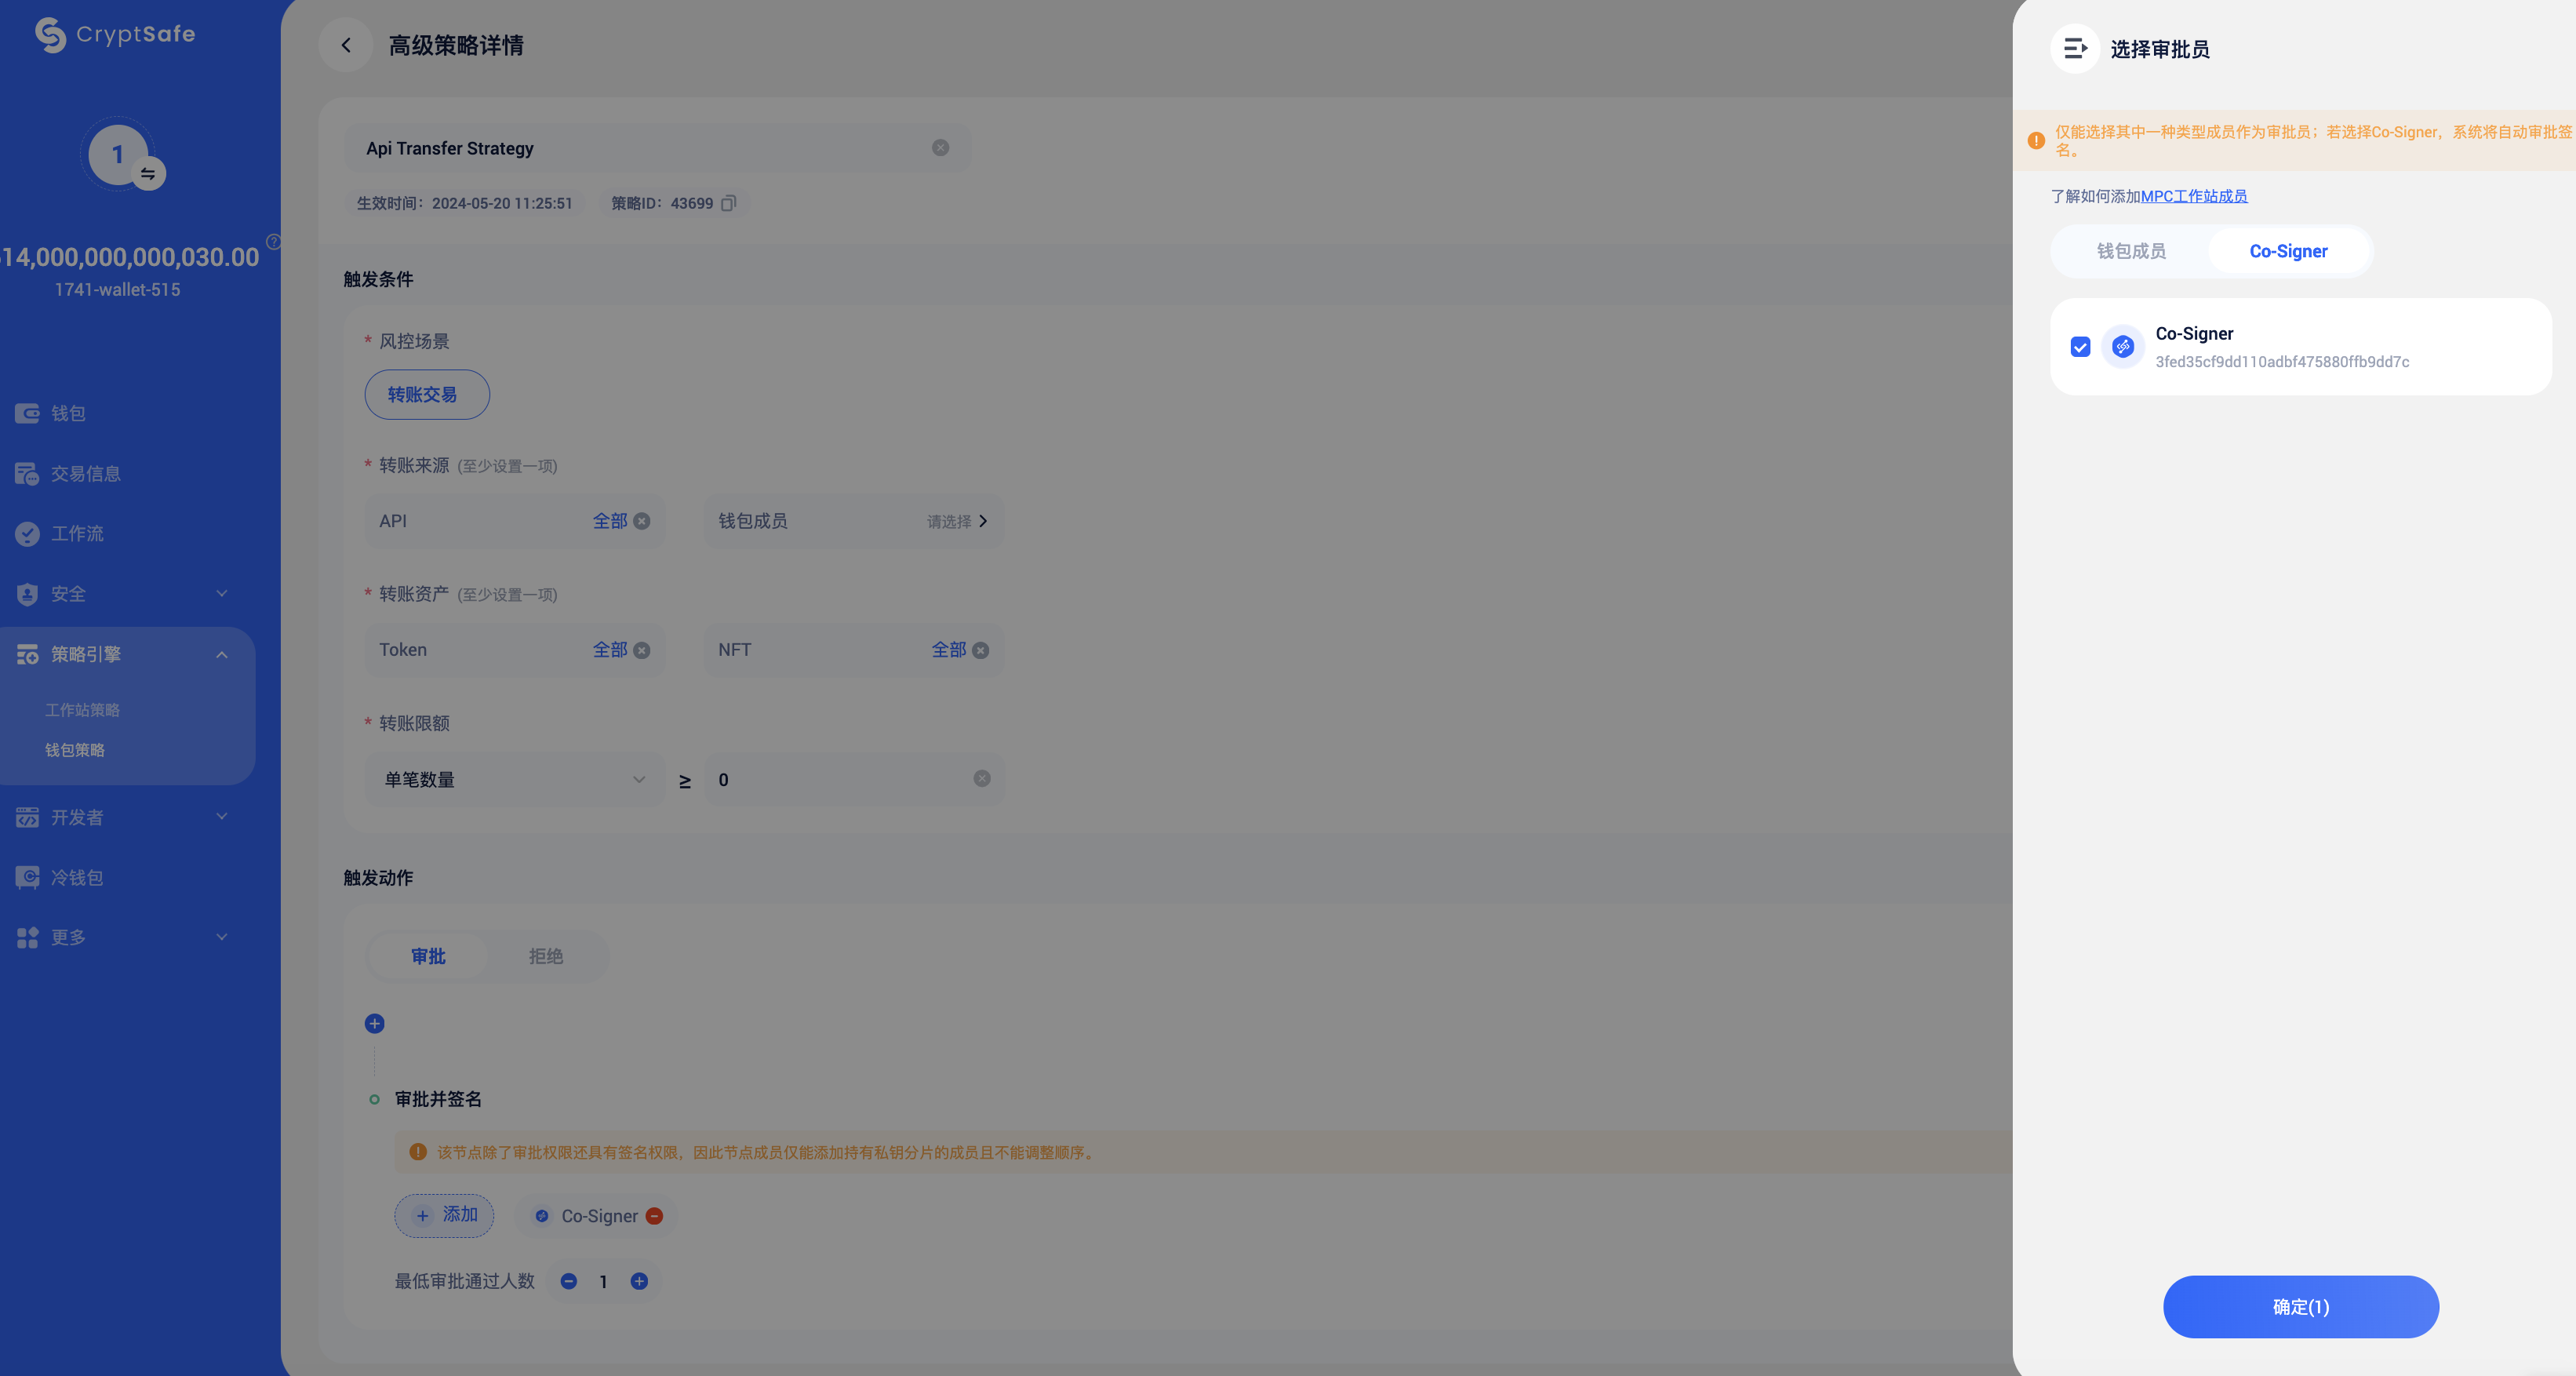 CryptSafe
1
14,000,000,000,030.00
1741-wallet-515
钱包
交易信息
工作流
安全
策略引擎
工作站策略
钱包策略
开发者
冷钱包
更多
高级策略详情
Api Transfer Strategy
生效时间：2024-05-20 11:25:51 策略ID：43699
触发条件
* 风控场景
转账交易
* 转账来源 (至少设置一项)
API 全部 钱包成员 请选择
* 转账资产 (至少设置一项)
Token 全部 NFT 全部
* 转账限额
单笔数量 ≥ 0
触发动作
审批 拒绝
审批并签名
该节点除了审批权限还具有签名权限，因此节点成员仅能添加持有私钥分片的成员且不能调整顺序。
+ 添加 Co-Signer
最低审批通过人数 1
选择审批员
仅能选择其中一种类型成员作为审批员；若选择Co-Signer，系统将自动审批签
名。
了解如何添加MPC工作站成员
钱包成员 Co-Signer
Co-Signer
3fed35cf9dd110adbf475880ffb9dd7c
确定(1)